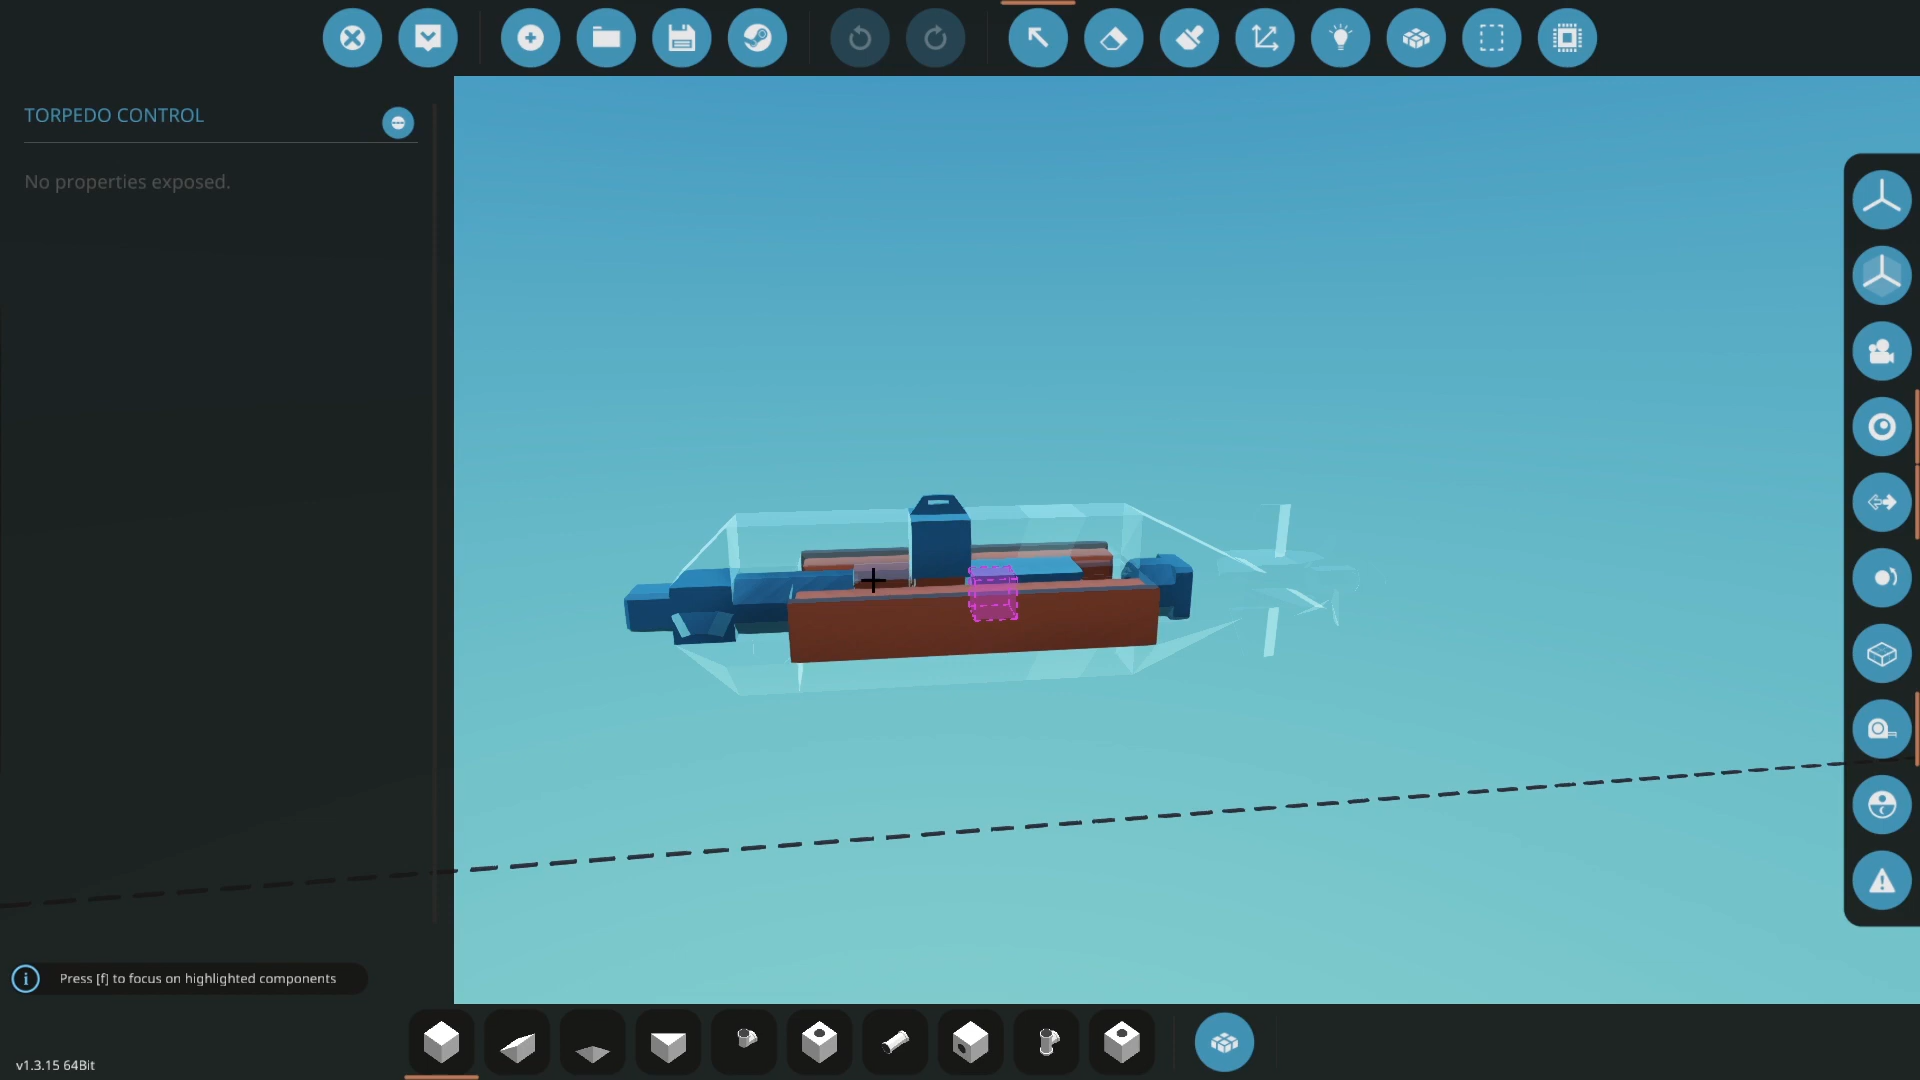 TORPEDO CONTROL
No properties exposed.
Press [f] to focus on highlighted components
v1.3.15 64Bit